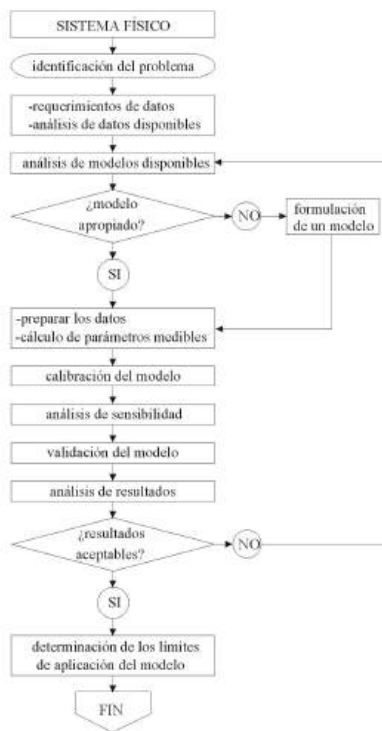 SISTEMA FÍSICO
identificación del problema
-requerimientos de datos
-análisis de datos disponibles
análisis de modelos disponibles
¿modelo
apropiado?
NO
formulación
de un modelo
SI
-preparar los datos
-cálculo de parámetros medibles
calibración del modelo
análisis de sensibilidad
validación del modelo
análisis de resultados
¿resultados
aceptables?
NO
SI
determinación de los límites
de aplicación del modelo
FIN